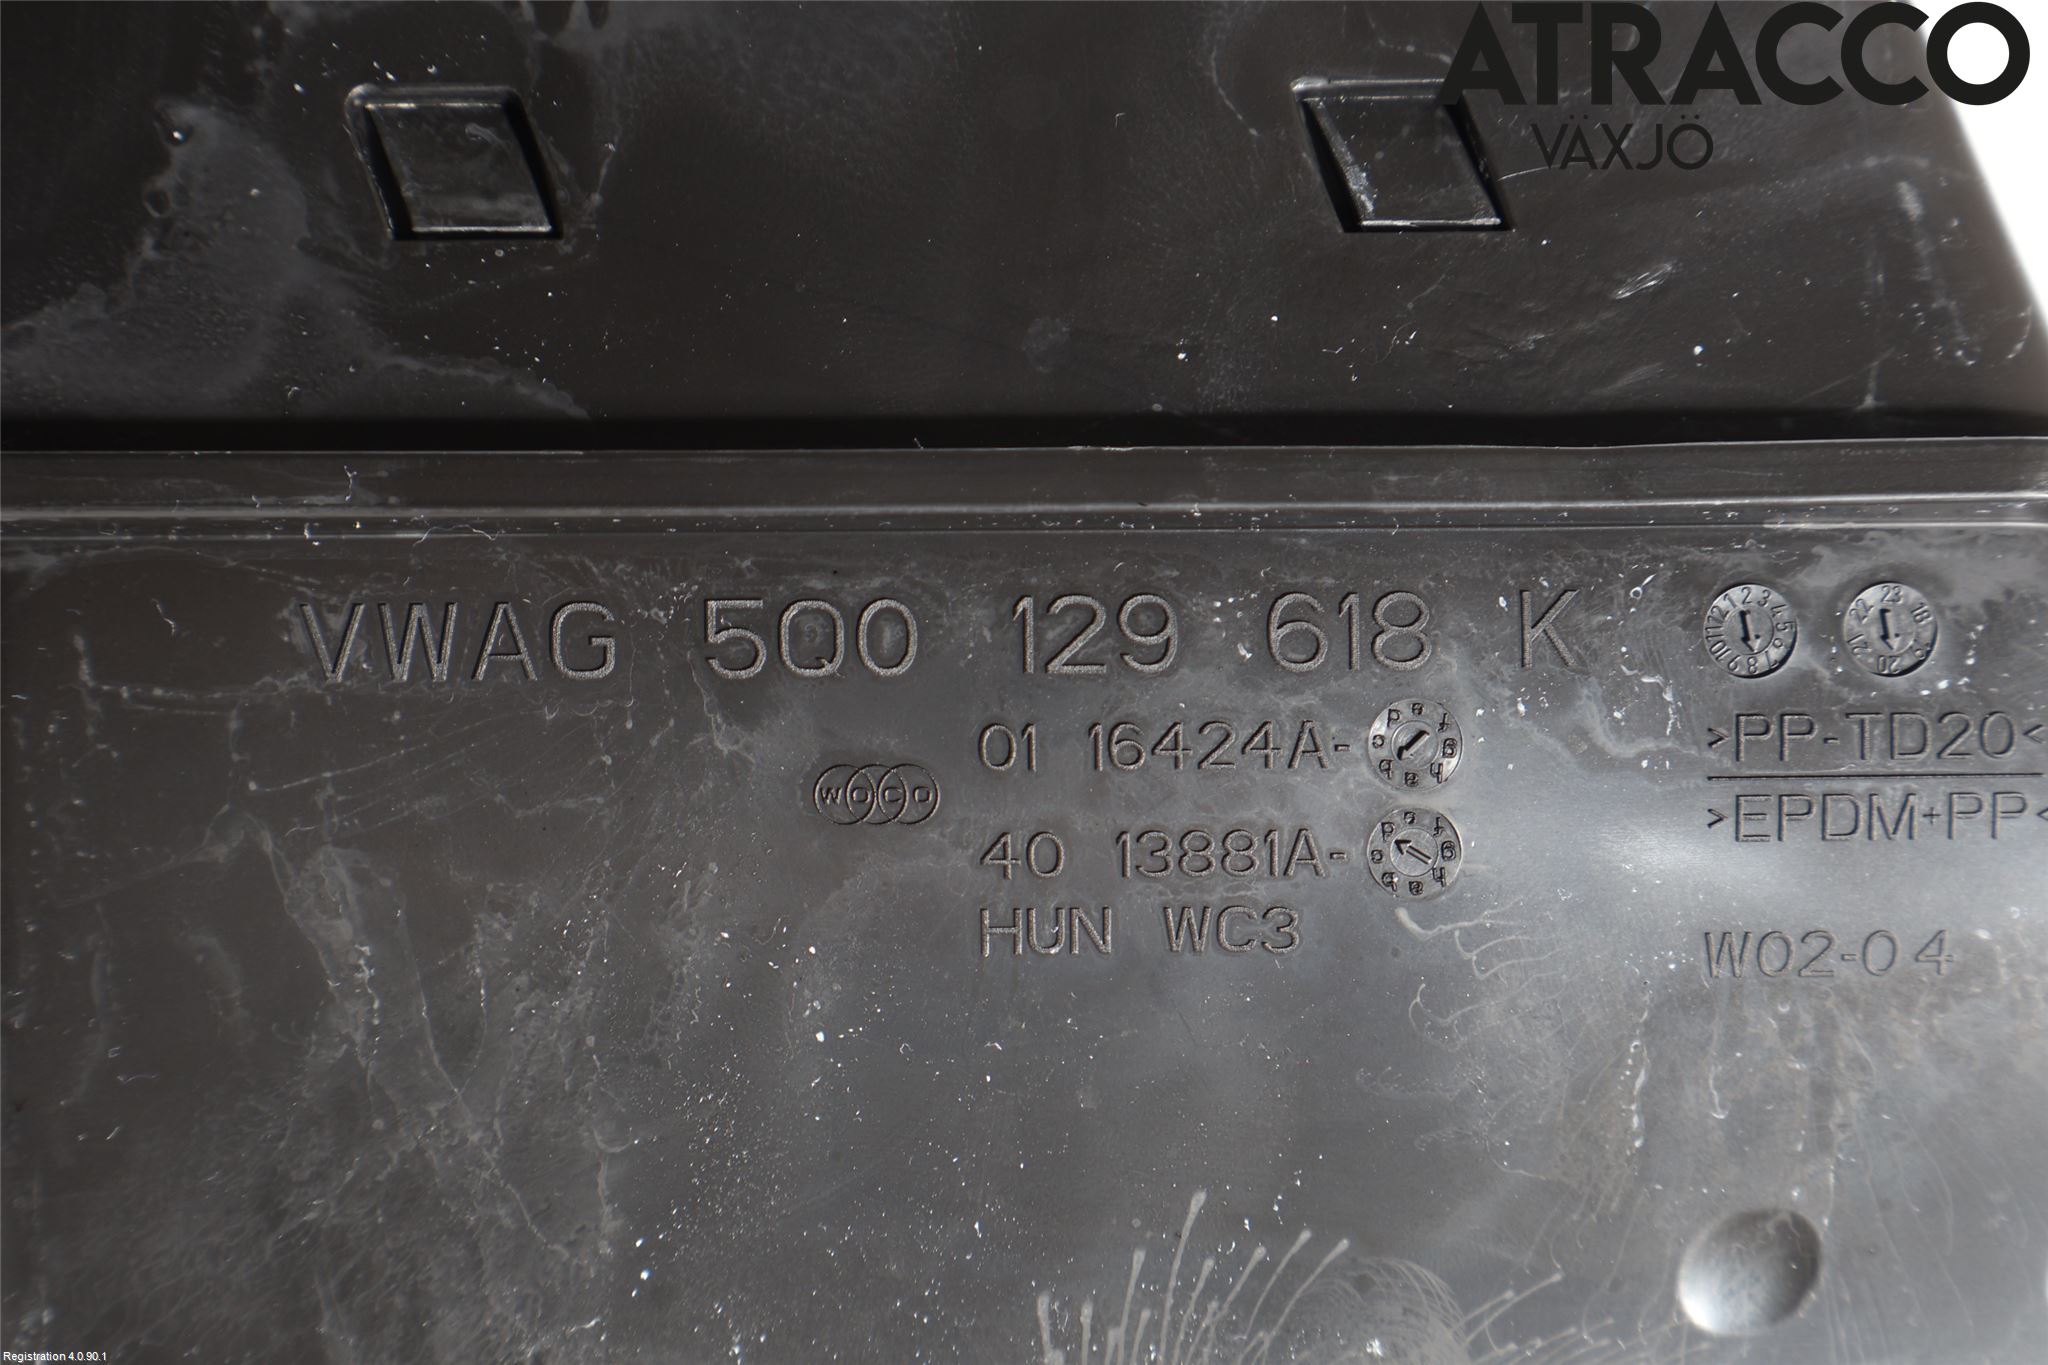 ATRACCO
VÄXJÖ
VWAG 5Q0 129 618 K
01 16424A-
WOCO
40 13881A-
HUN WC3
>PP-TD20<
>EPDM+PP<
W02-04
Registration 4.0.90.1